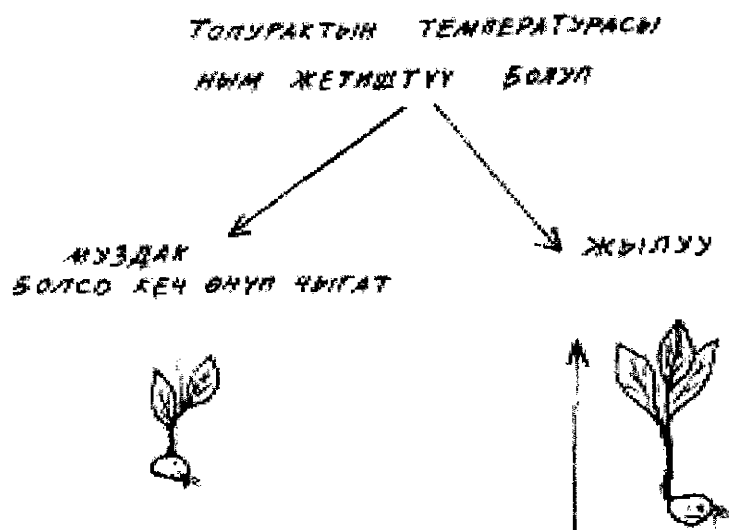 ТОПУРАКТЫН ТЕМПЕРАТУРАСЫ
НЫМ ЖЕТИШТҮҮ БОЛУП
МУЗДАК
БОЛСО КЕЧ ӨНҮП ЧЫГАТ
ЖЫЛУУ